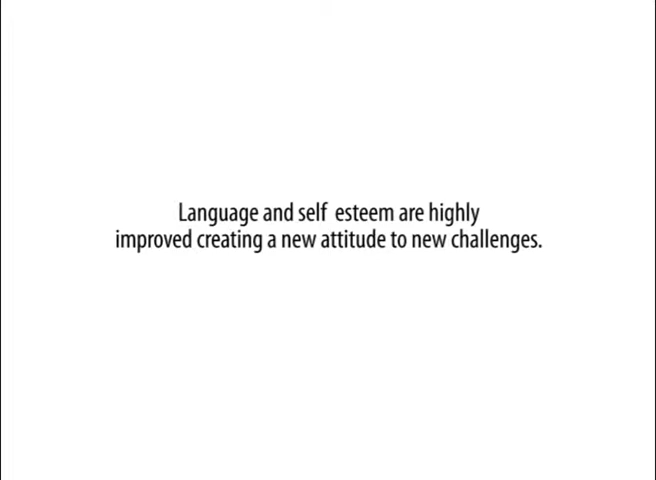 Language and self  esteem are highly
improved creating a new attitude to new challenges.